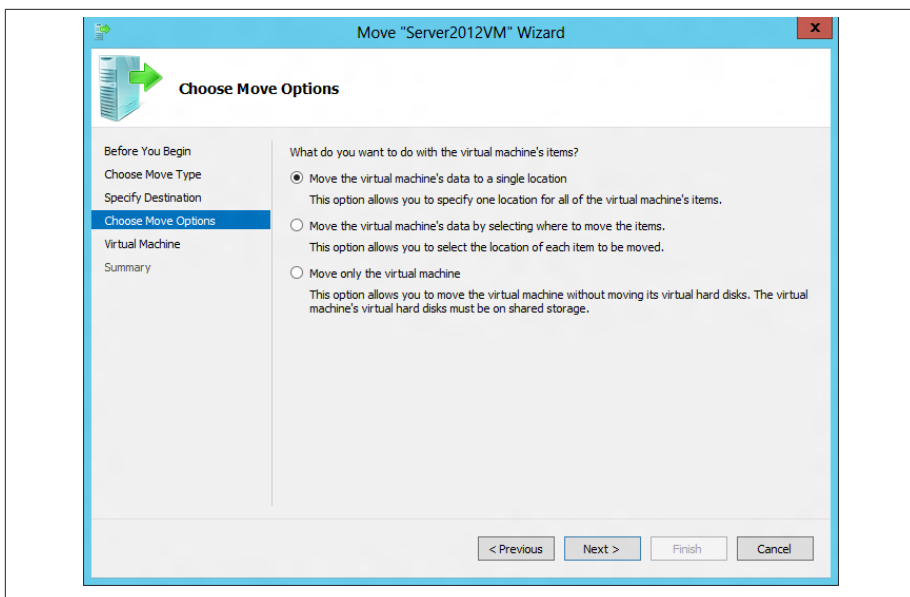 Move "Server2012VM" Wizard
x
Choose Move Options
Before You Begin
Choose Move Type
Specify Destination
Choose Move Options
Virtual Machine
Summary
What do you want to do with the virtual machine's items?
Move the virtual machine's data to a single location
This option allows you to specify one location for all of the virtual machine's items.
Move the virtual machine's data by selecting where to move the items.
This option allows you to select the location of each item to be moved.
Move only the virtual machine
This option allows you to move the virtual machine without moving its virtual hard disks. The virtual
machine's virtual hard disks must be on shared storage.
< Previous
Next >
Finish
Cancel